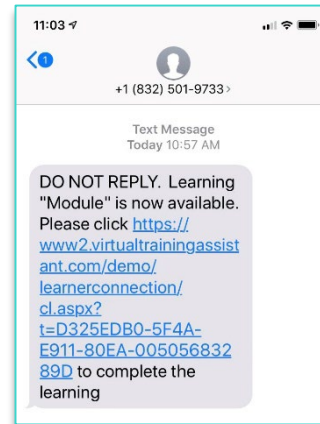 11:03
1
+1 (832) 501-9733 >
Text Message
Today 10:57 AM
DO NOT REPLY. Learning
"Module" is now available.
Please click https://
www2.virtualtrainingassist
ant.com/demo/
learnerconnection/
cl.aspx?
t=D325EDB0-5F4A-
E911-80EA-005056832
89D to complete the
learning